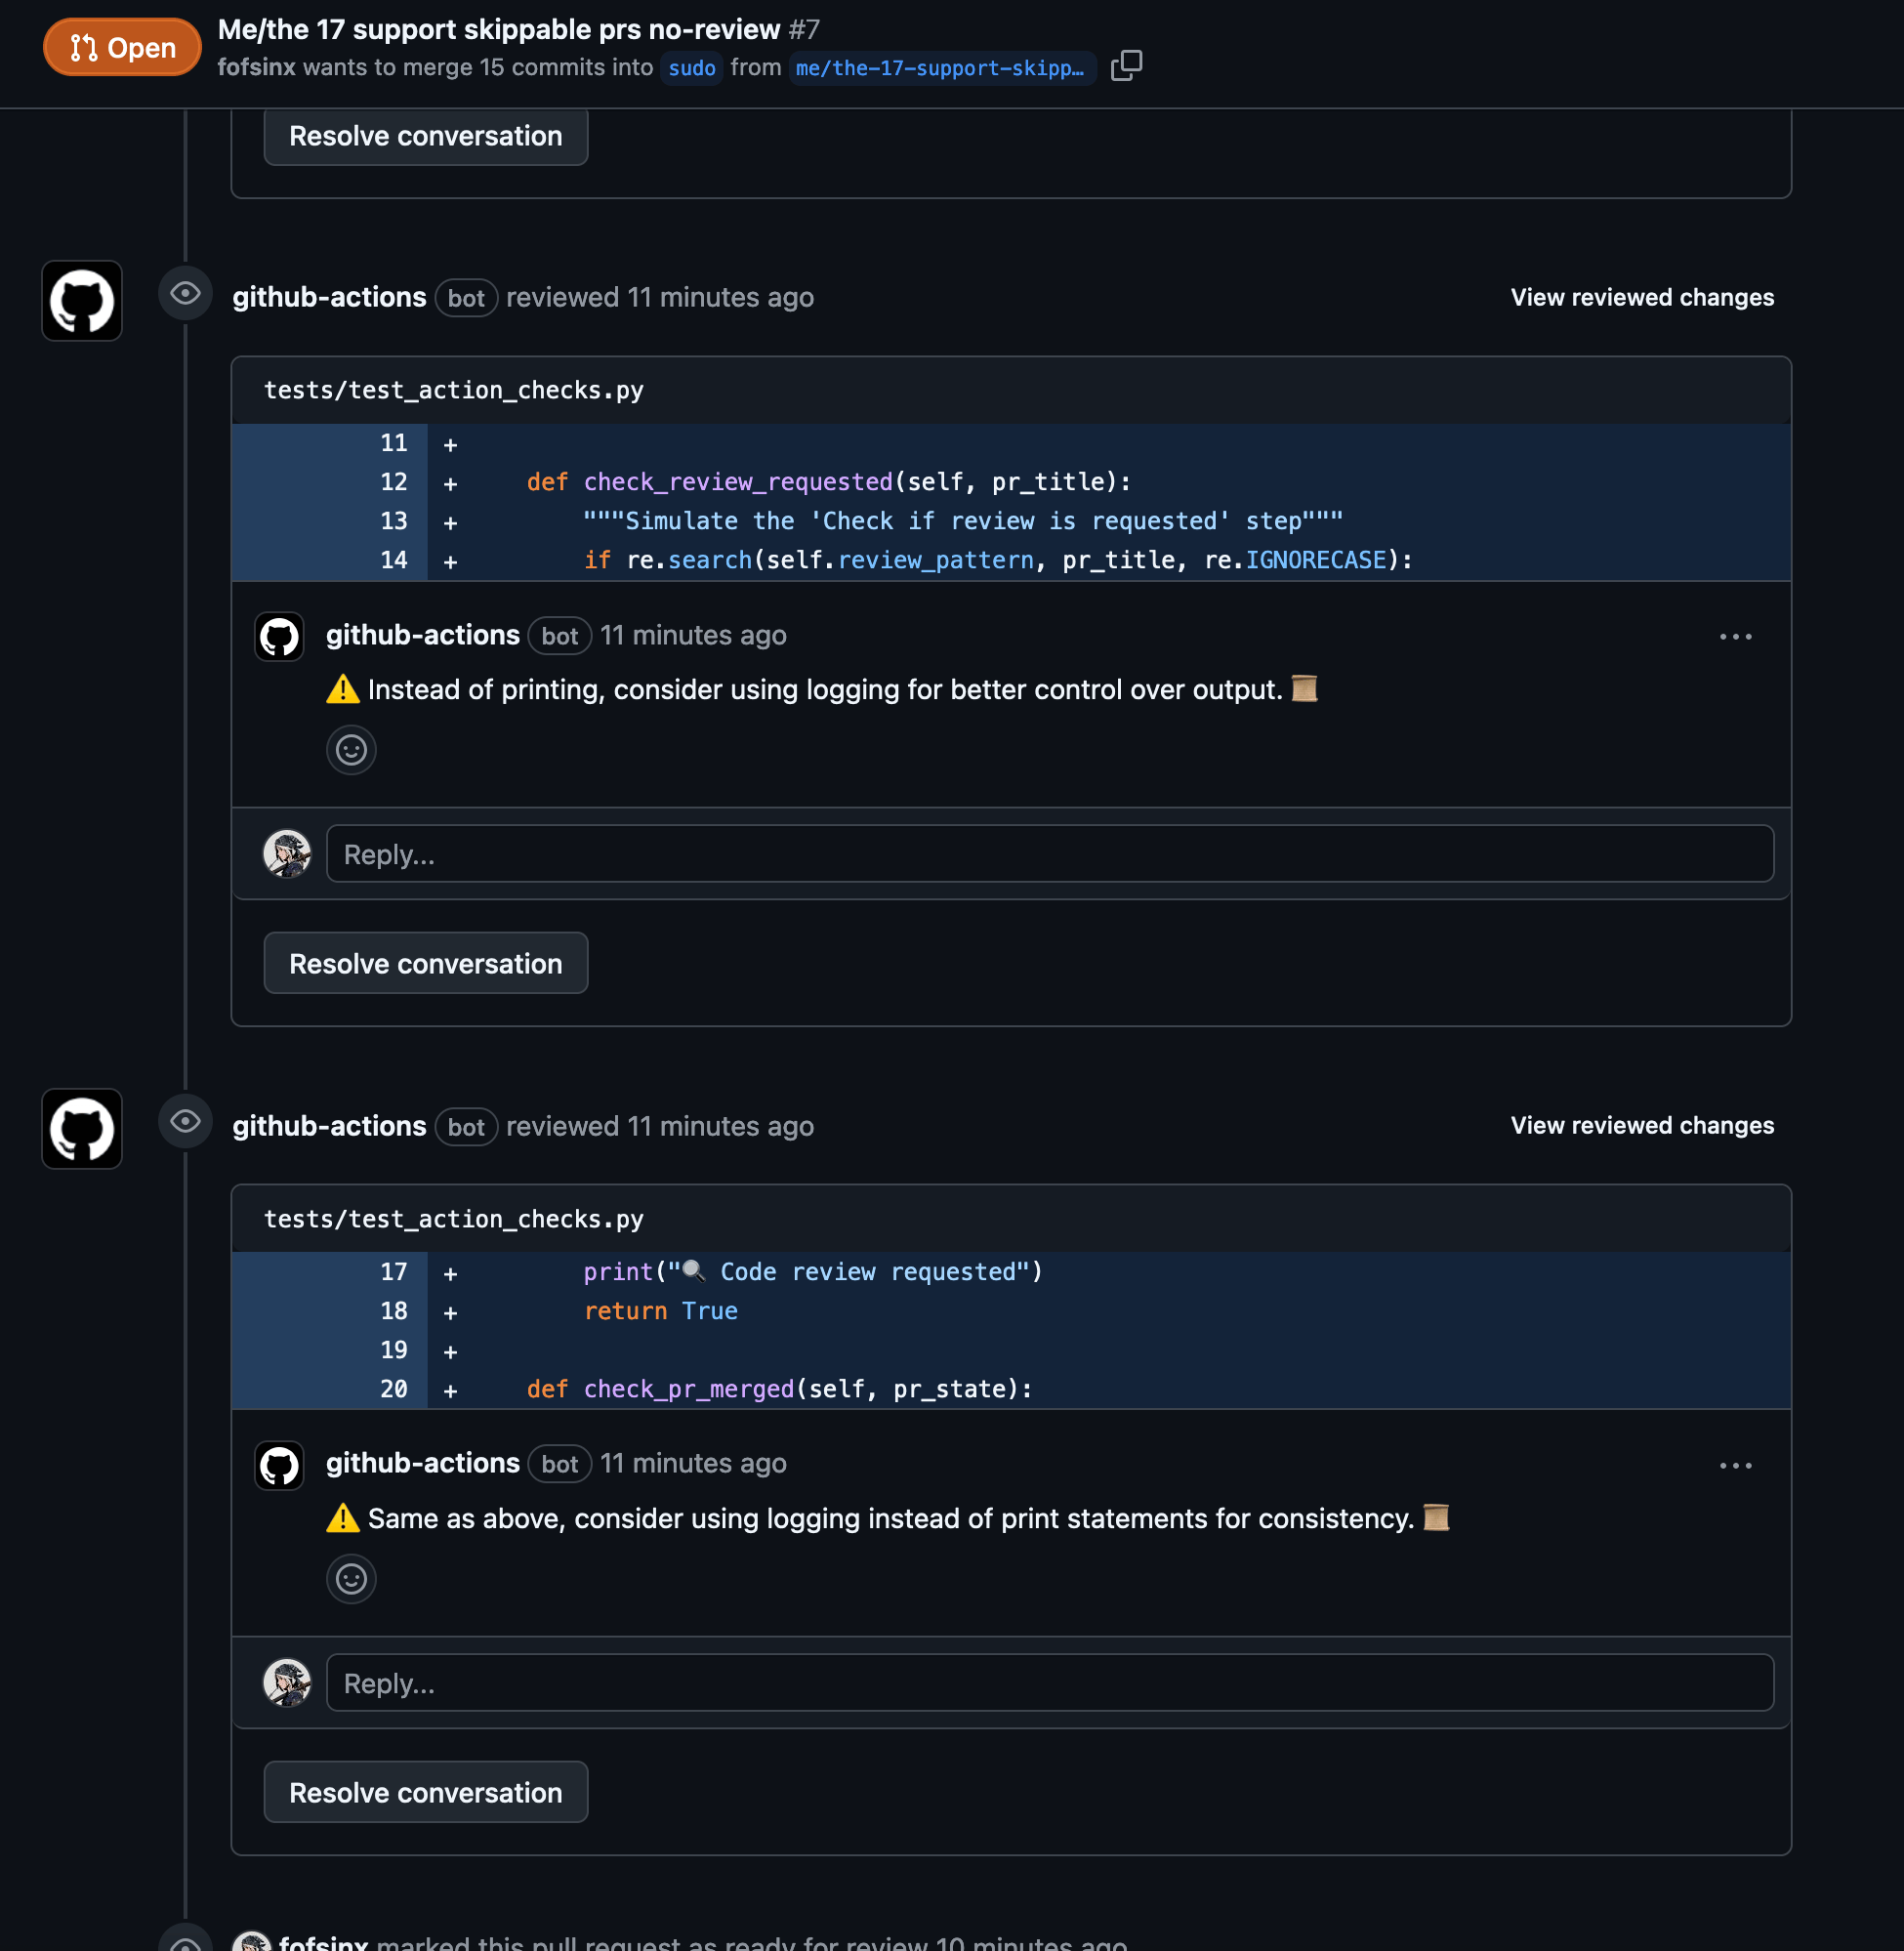 Open
Me/the 17 support skippable prs no-review #7
fofsinx wants to merge 15 commits into sudo from me/the-17-support-skipp…
Resolve conversation
github-actions bot reviewed 11 minutes ago
View reviewed changes
tests/test_action_checks.py
11 +
12 + def check_review_requested(self, pr_title):
13 + """Simulate the 'Check if review is requested' step"""
14 + if re.search(self.review_pattern, pr_title, re.IGNORECASE):
github-actions bot 11 minutes ago
⚠️ Instead of printing, consider using logging for better control over output. 📜
Reply...
Resolve conversation
github-actions bot reviewed 11 minutes ago
View reviewed changes
tests/test_action_checks.py
17 + print("🔍 Code review requested")
18 + return True
19 +
20 + def check_pr_merged(self, pr_state):
github-actions bot 11 minutes ago
⚠️ Same as above, consider using logging instead of print statements for consistency. 📜
Reply...
Resolve conversation
fofsinx marked this pull request as ready for review 10 minutes ago